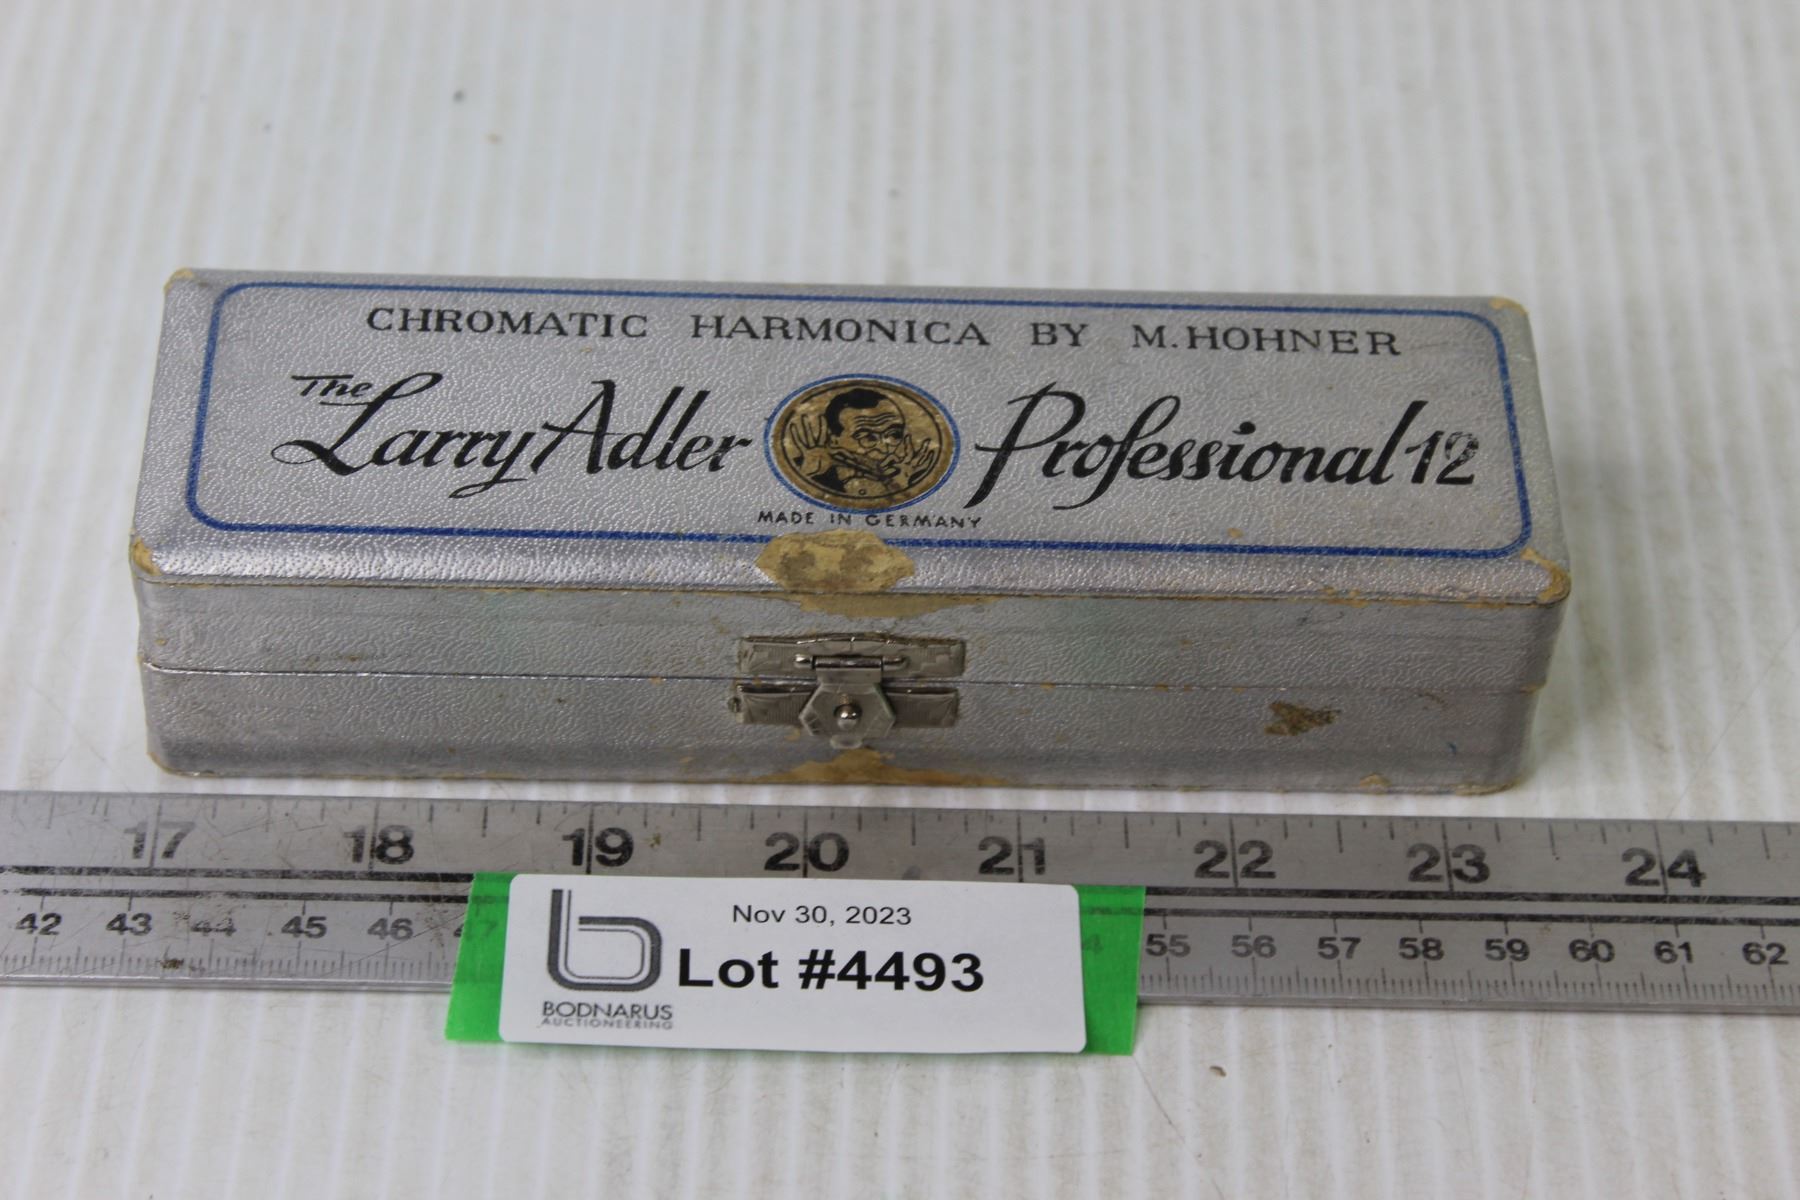 CHROMATIC HARMONICA BY M.HOHNER
The Larry Adler Professional 12
MADE IN GERMANY
17 18 19 20 21 22 23 24
42 43 44 45 46 47 55 56 57 58 59 60 61 62
Nov 30, 2023
Lot #4493
b
BODNARUS
AUCTIONEERING